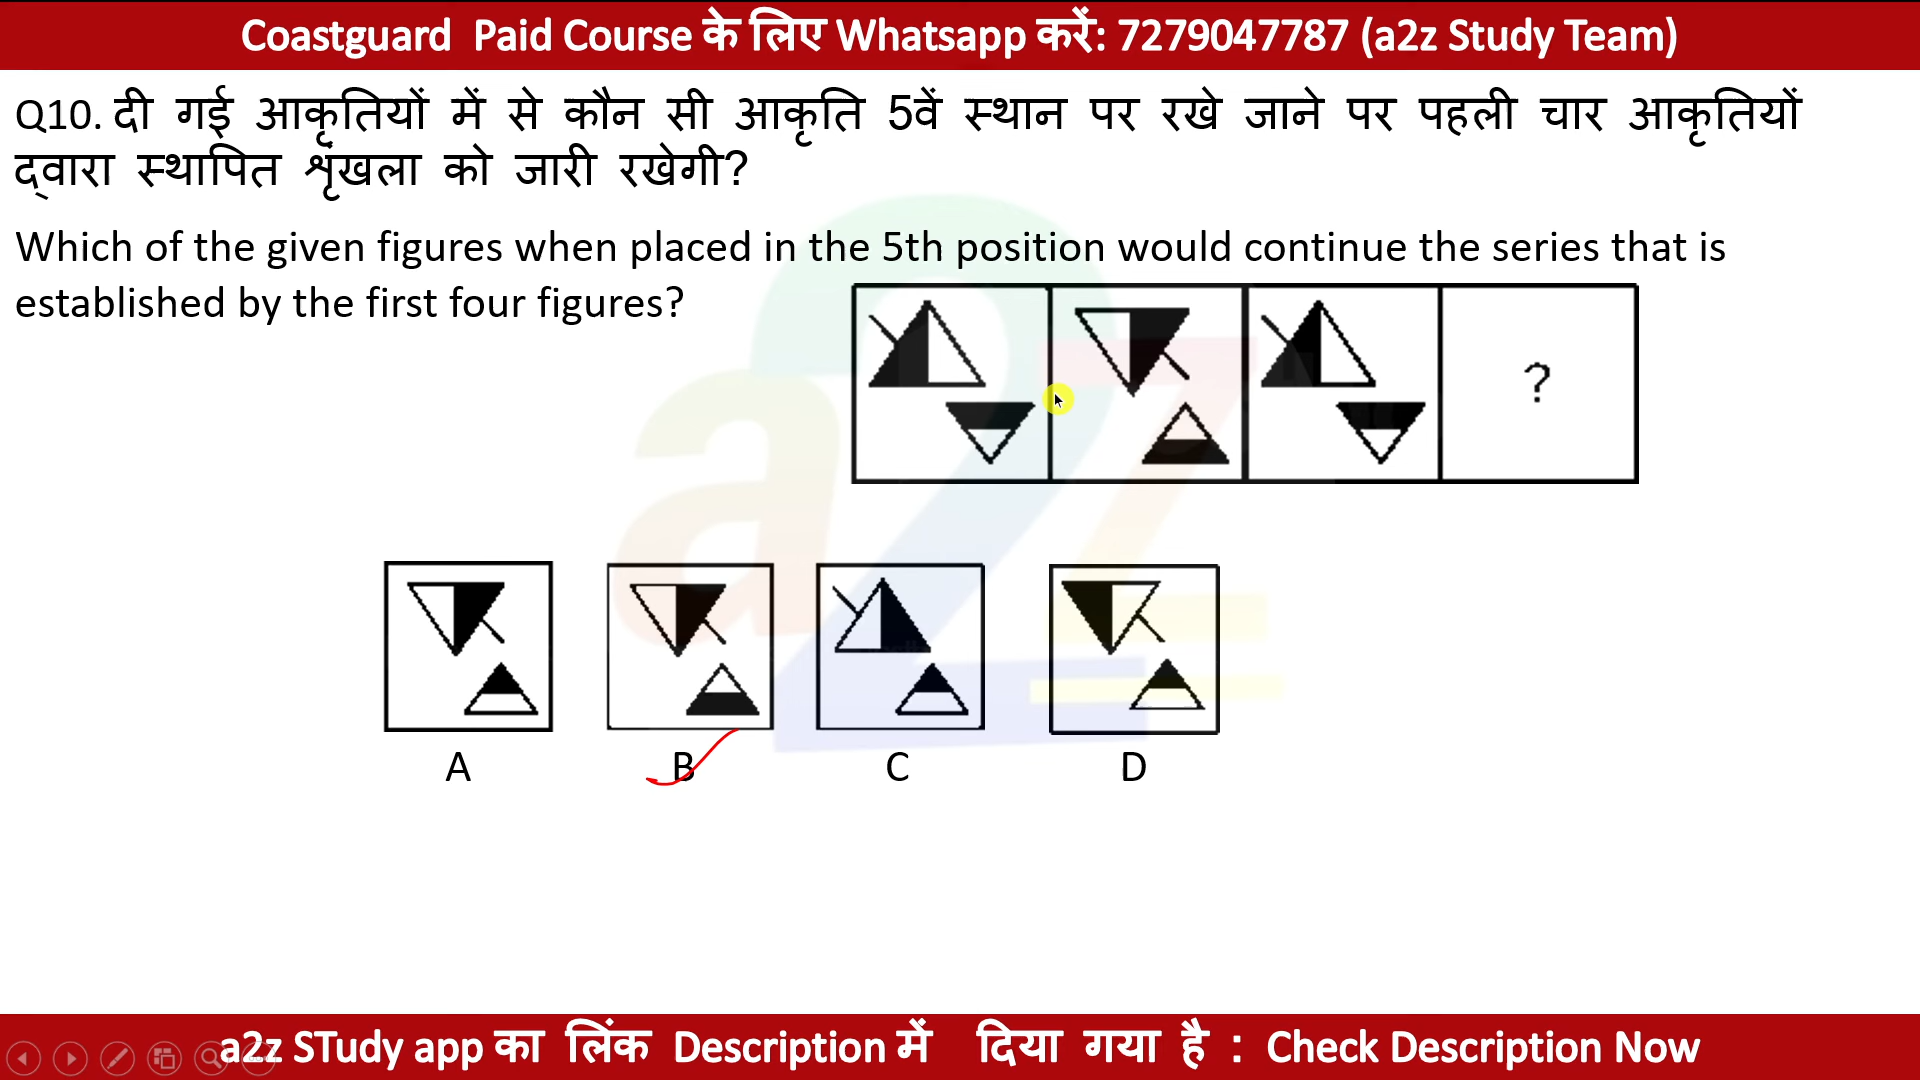 Coastguard Paid Course के लिए Whatsapp करें: 7279047787 (a2z Study Team)
Q10. दी गई आकृतियों में से कौन सी आकृति 5वें स्थान पर रखे जाने पर पहली चार आकृतियों
द्वारा स्थापित श्रृंखला को जारी रखेगी?
Which of the given figures when placed in the 5th position would continue the series that is
established by the first four figures?
?
A B C D
a2z
a2z STudy app का लिंक Description में दिया गया है : Check Description Now